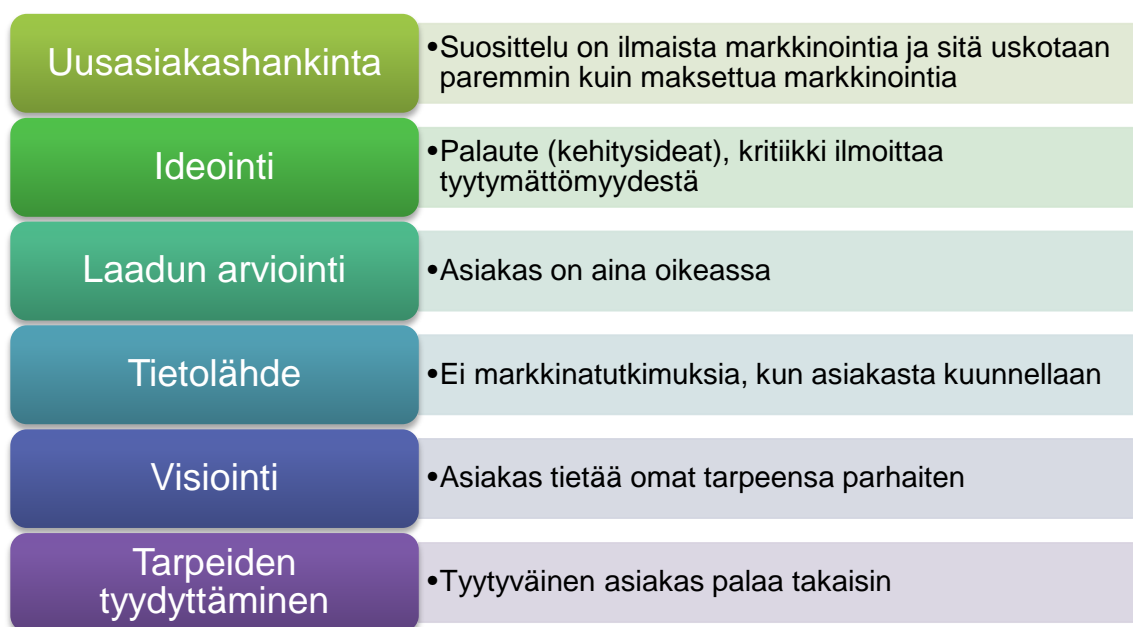 Uusasiakashankinta
•Suosittelu on ilmaista markkinointia ja sitä uskotaan
paremmin kuin maksettua markkinointia
Ideointi
•Palaute (kehitysideat), kritiikki ilmoittaa
tyytymättömyydestä
Laadun arviointi
•Asiakas on aina oikeassa
Tietolähde
•Ei markkinatutkimuksia, kun asiakasta kuunnellaan
Visiointi
•Asiakas tietää omat tarpeensa parhaiten
Tarpeiden
tyydyttäminen
•Tyytyväinen asiakas palaa takaisin